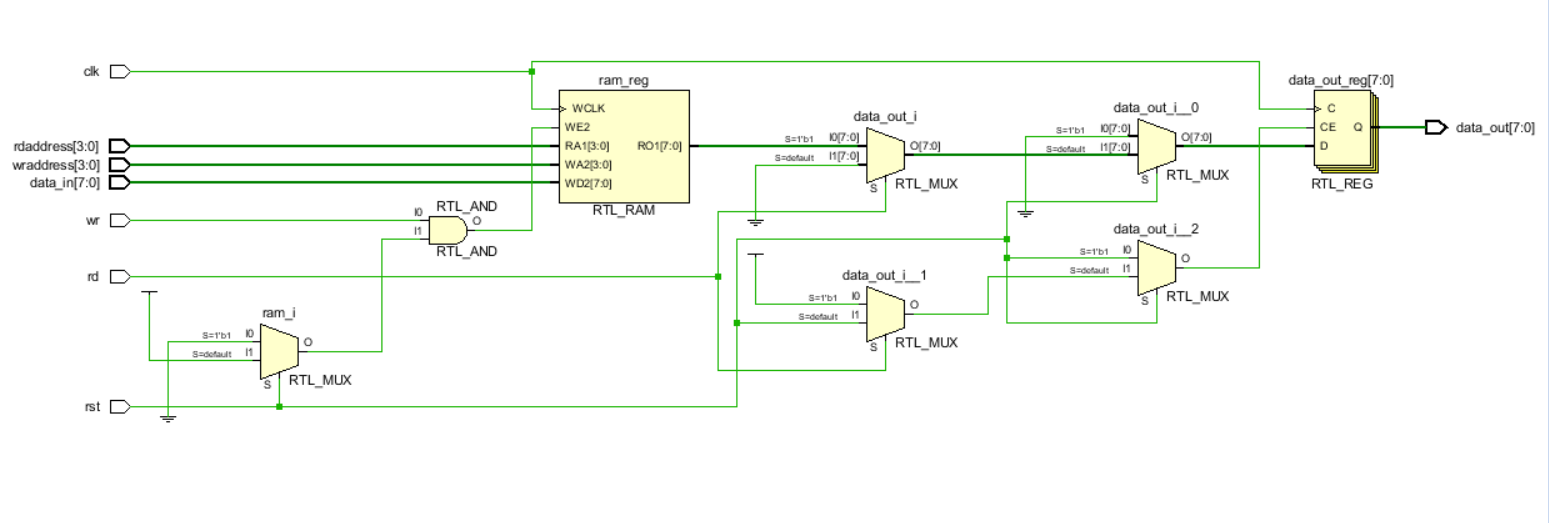 clk
rdaddress[3:0]
wraddress[3:0]
data_in[7:0]
wr
rd
rst
ram_i
S=1'b1
I0
S=default
I1
S
O
RTL_MUX
RTL_AND
I0
I1
O
RTL_AND
ram_reg
WCLK
WE2
RA1[3:0]
WA2[3:0]
WD2[7:0]
RO1[7:0]
RTL_RAM
data_out_i
S=1'b1
I0[7:0]
S=default
I1[7:0]
S
O[7:0]
RTL_MUX
data_out_i__1
S=1'b1
I0
S=default
I1
S
O
RTL_MUX
data_out_i__0
S=1'b1
I0[7:0]
S=default
I1[7:0]
S
O[7:0]
RTL_MUX
data_out_i__2
S=1'b1
I0
S=default
I1
S
O
RTL_MUX
data_out_reg[7:0]
C
CE
D
Q
RTL_REG
data_out[7:0]